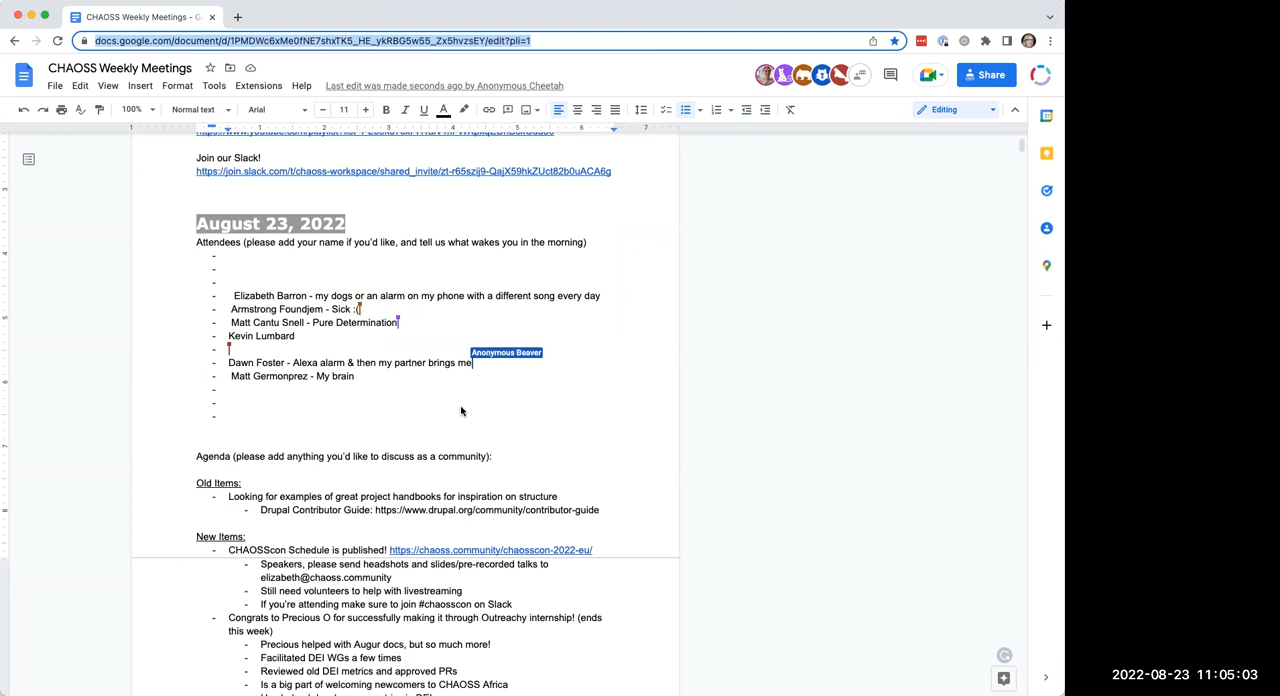 CHAOSS Weekly Meetings - G
docs.google.com/document/d/1PMDWc6xMe0fNE7shxTK5_HE_ykRBG5w55_Zx5hvzsEY/edit?pli=1
CHAOSS Weekly Meetings
File Edit View Insert Format Tools Extensions Help Last edit was made seconds ago by Anonymous Cheetah
Share
100% Normal text Arial 11 B I U A Editing
1 1 2 3 4 5 6 7
Join our Slack!
https://join.slack.com/t/chaoss-workspace/shared_invite/zt-r65szij9-QajX59hkZUct82b0uACA6g
August 23, 2022
Attendees (please add your name if you'd like, and tell us what wakes you in the morning)
-
-
-
- Elizabeth Barron - my dogs or an alarm on my phone with a different song every day
- Armstrong Foundjem - Sick :(
- Matt Cantu Snell - Pure Determination
- Kevin Lumbard
-
Anonymous Beaver
- Dawn Foster - Alexa alarm & then my partner brings me
- Matt Germonprez - My brain
-
-
-
Agenda (please add anything you'd like to discuss as a community):
Old Items:
- Looking for examples of great project handbooks for inspiration on structure
- Drupal Contributor Guide: https://www.drupal.org/community/contributor-guide
New Items:
- CHAOSScon Schedule is published! https://chaoss.community/chaosscon-2022-eu/
- Speakers, please send headshots and slides/pre-recorded talks to
elizabeth@chaoss.community
- Still need volunteers to help with livestreaming
- If you're attending make sure to join #chaosscon on Slack
- Congrats to Precious O for successfully making it through Outreachy internship! (ends
this week)
- Precious helped with Augur docs, but so much more!
- Facilitated DEI WGs a few times
- Reviewed old DEI metrics and approved PRs
- Is a big part of welcoming newcomers to CHAOSS Africa
2022-08-23 11:05:03